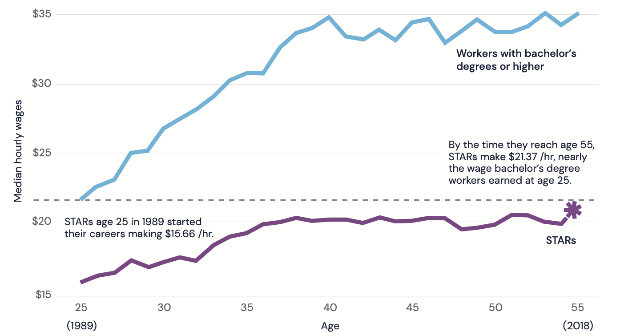 $35
Workers with bachelor's
degrees or higher
$30
Median hourly wages
By the time they reach age 55,
STARs make $21.37 /hr, nearly
the wage bachelor's degree
workers earned at age 25.
$25
STARs age 25 in 1989 started
their careers making $15.66 /hr.
$20
STARs
$15
25 30 35 40 45 50 55
(1989) Age (2018)